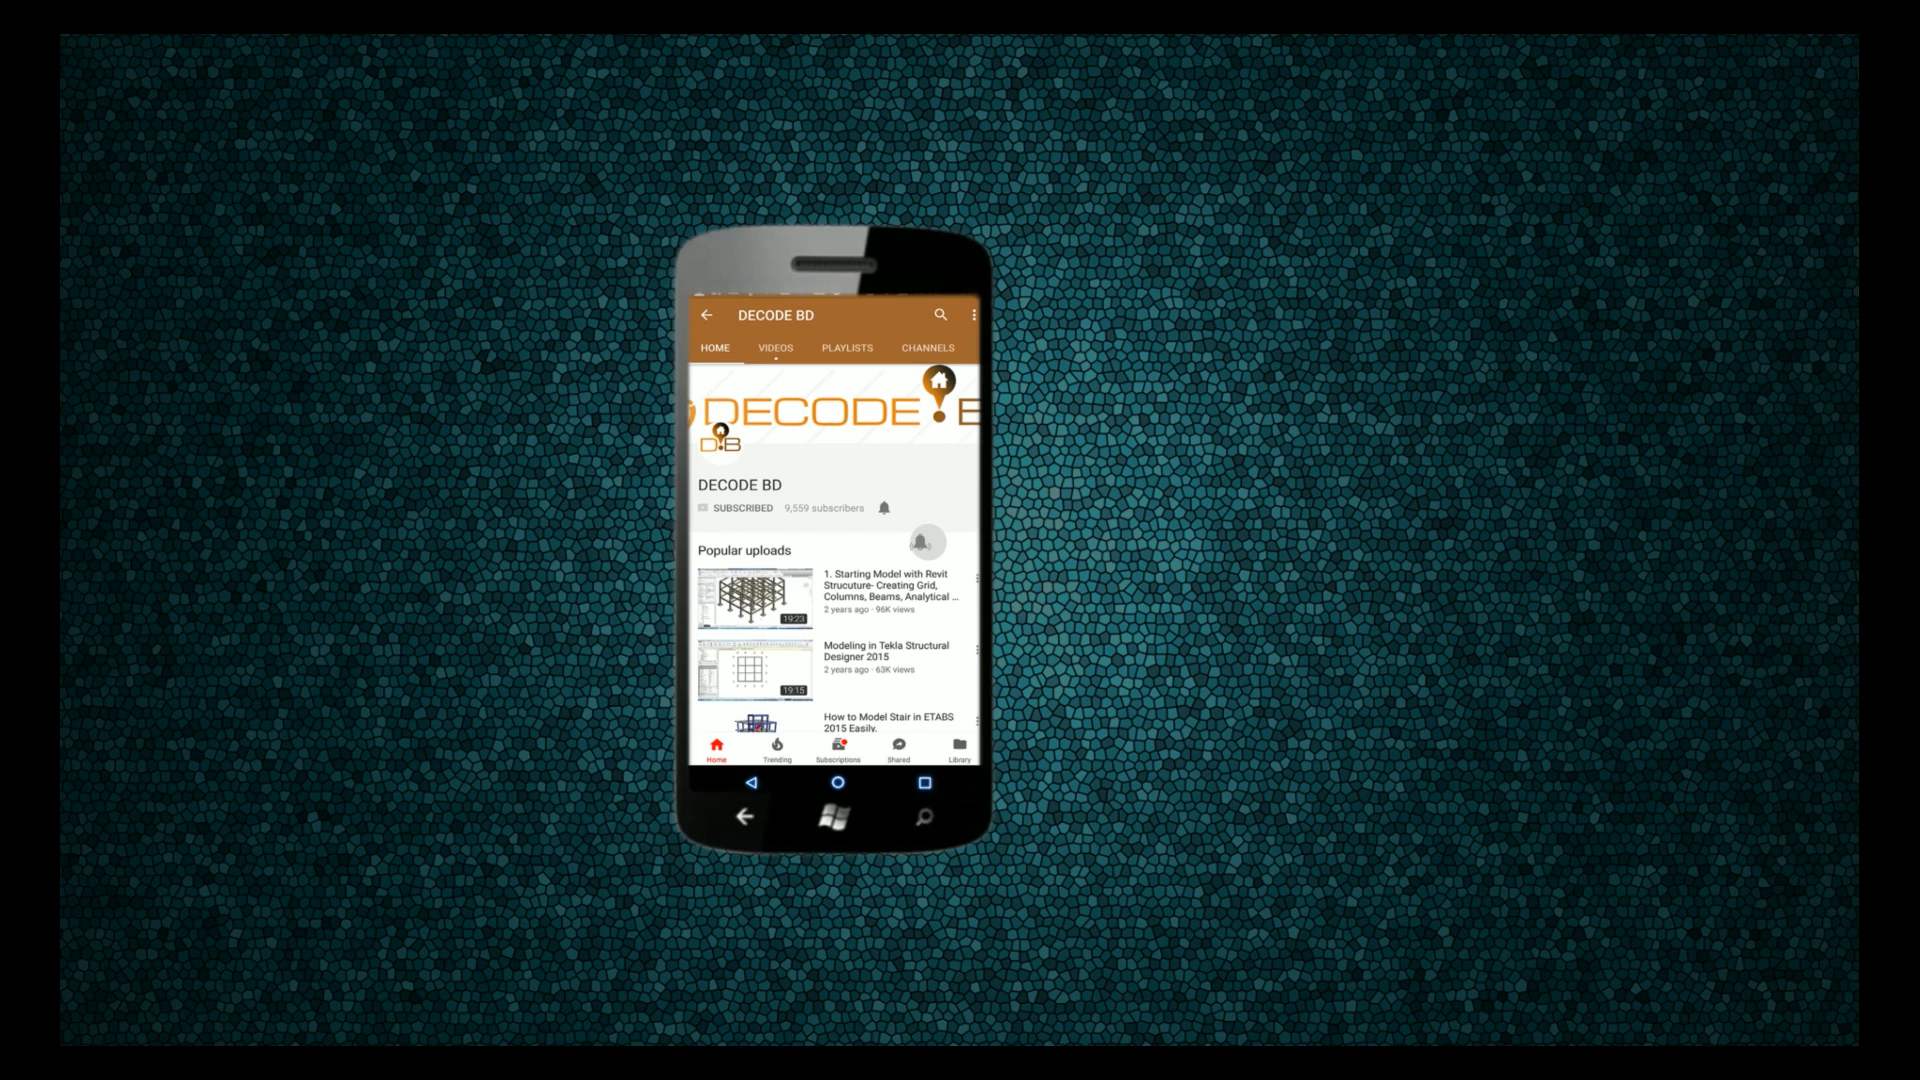 DECODE BD
HOME VIDEOS PLAYLISTS CHANNELS
DECODE B
D B
DECODE BD
SUBSCRIBED 9,559 subscribers
Popular uploads
1. Starting Model with Revit
Strucuture- Creating Grid,
Columns, Beams, Analytical ...
2 years ago · 96K views
19:23
Modeling in Tekla Structural
Designer 2015
2 years ago · 63K views
19:15
How to Model Stair in ETABS
2015 Easily.
Home Trending Subscriptions Shared Library